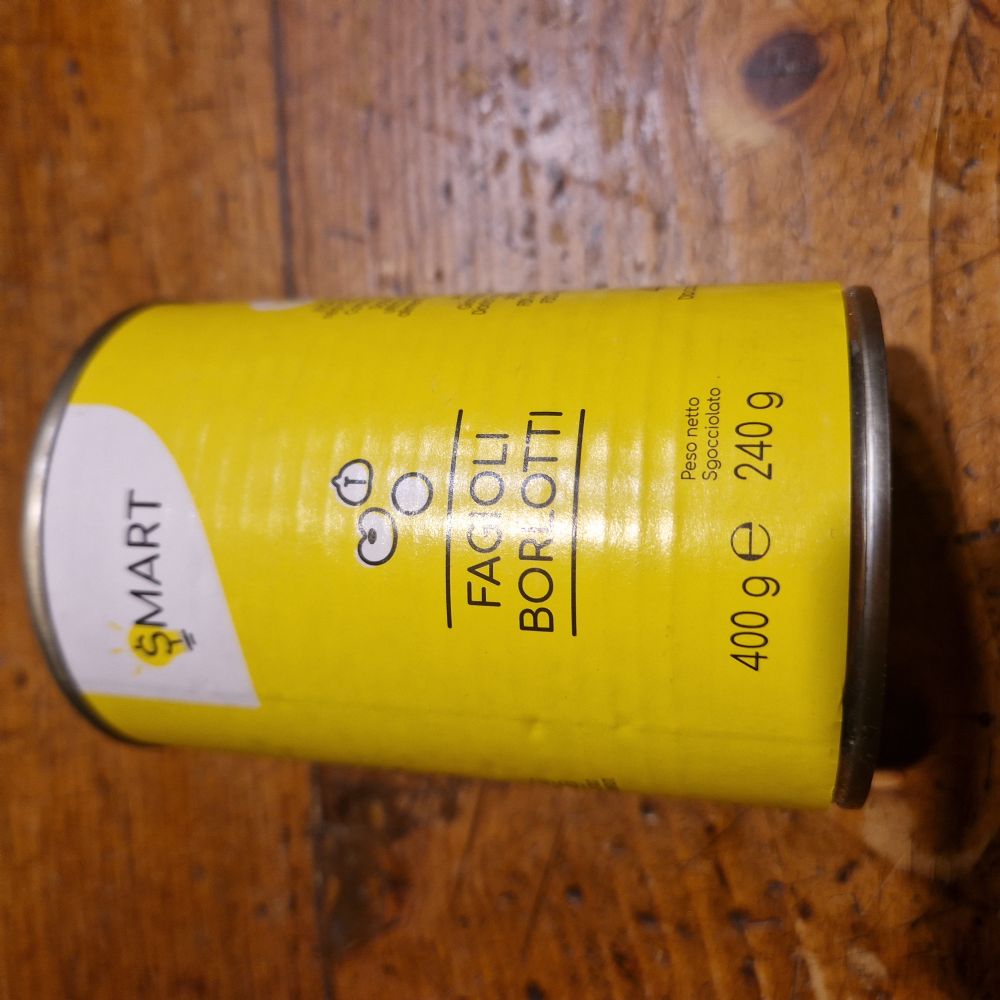 SMART
FAGIOLI
BORLOTTI
Peso netto
Sgocciolato
400 g ℮ 240 g